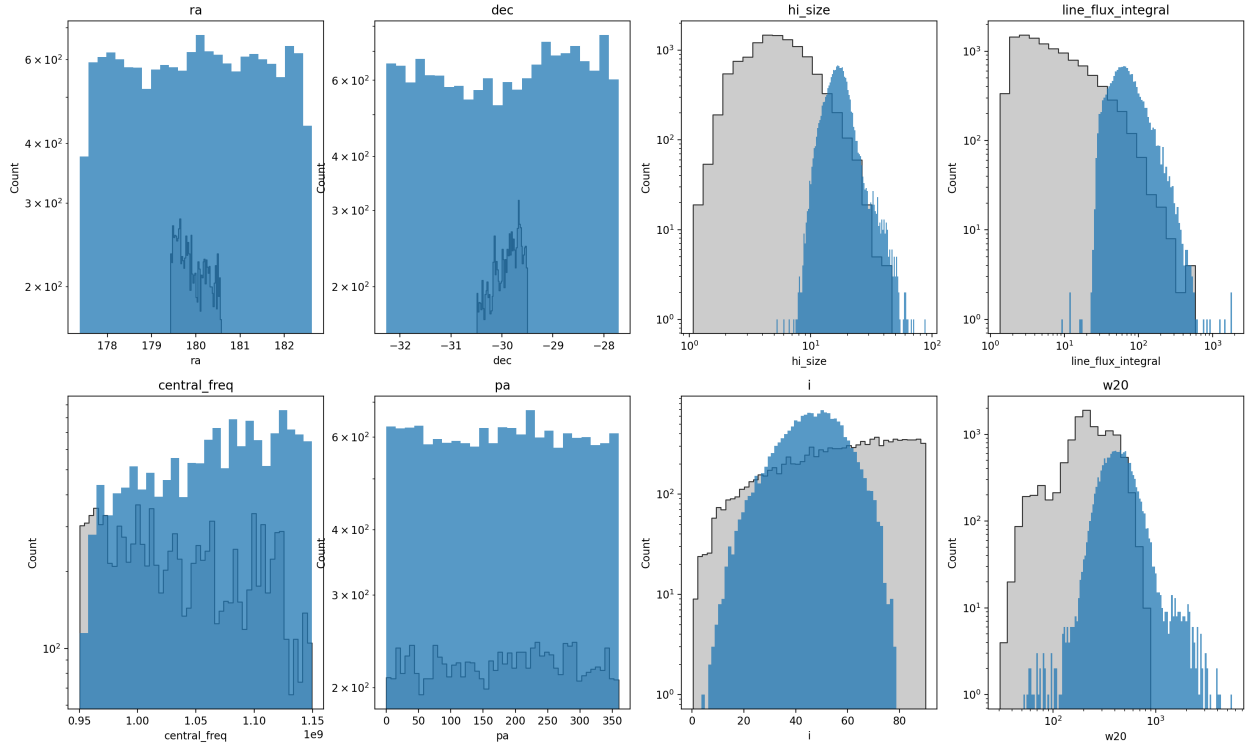 ra
dec
hi_size
line_flux_integral
Count
6 × 10²
4 × 10²
3 × 10²
2 × 10²
178
179
180
181
182
ra
Count
6 × 10²
4 × 10²
3 × 10²
2 × 10²
−32
−31
−30
−29
−28
dec
Count
10³
10²
10¹
10⁰
10⁰
10¹
10²
hi_size
Count
10³
10²
10¹
10⁰
10⁰
10¹
10²
10³
line_flux_integral
central_freq
pa
i
w20
Count
10²
0.95
1.00
1.05
1.10
1.15
1e9
central_freq
Count
6 × 10²
4 × 10²
3 × 10²
2 × 10²
0
50
100
150
200
250
300
350
pa
Count
10²
10¹
10⁰
0
20
40
60
80
i
Count
10³
10²
10¹
10⁰
10²
10³
w20